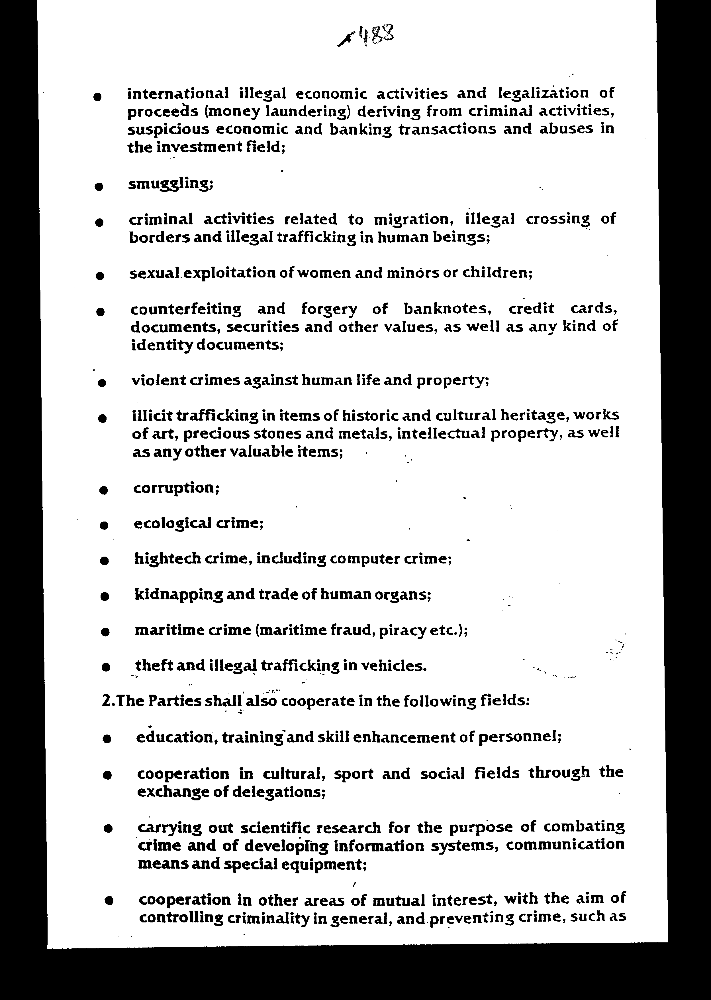 488
• international illegal economic activities and legalization of
proceeds (money laundering) deriving from criminal activities,
suspicious economic and banking transactions and abuses in
the investment field;
• smuggling;
• criminal activities related to migration, illegal crossing of
borders and illegal trafficking in human beings;
• sexual exploitation of women and minors or children;
• counterfeiting and forgery of banknotes, credit cards,
documents, securities and other values, as well as any kind of
identity documents;
• violent crimes against human life and property;
• illicit trafficking in items of historic and cultural heritage, works
of art, precious stones and metals, intellectual property, as well
as any other valuable items;
• corruption;
• ecological crime;
• hightech crime, including computer crime;
• kidnapping and trade of human organs;
• maritime crime (maritime fraud, piracy etc.);
• theft and illegal trafficking in vehicles.
2.The Parties shall also cooperate in the following fields:
• education, training and skill enhancement of personnel;
• cooperation in cultural, sport and social fields through the
exchange of delegations;
• carrying out scientific research for the purpose of combating
crime and of developing information systems, communication
means and special equipment;
• cooperation in other areas of mutual interest, with the aim of
controlling criminality in general, and preventing crime, such as